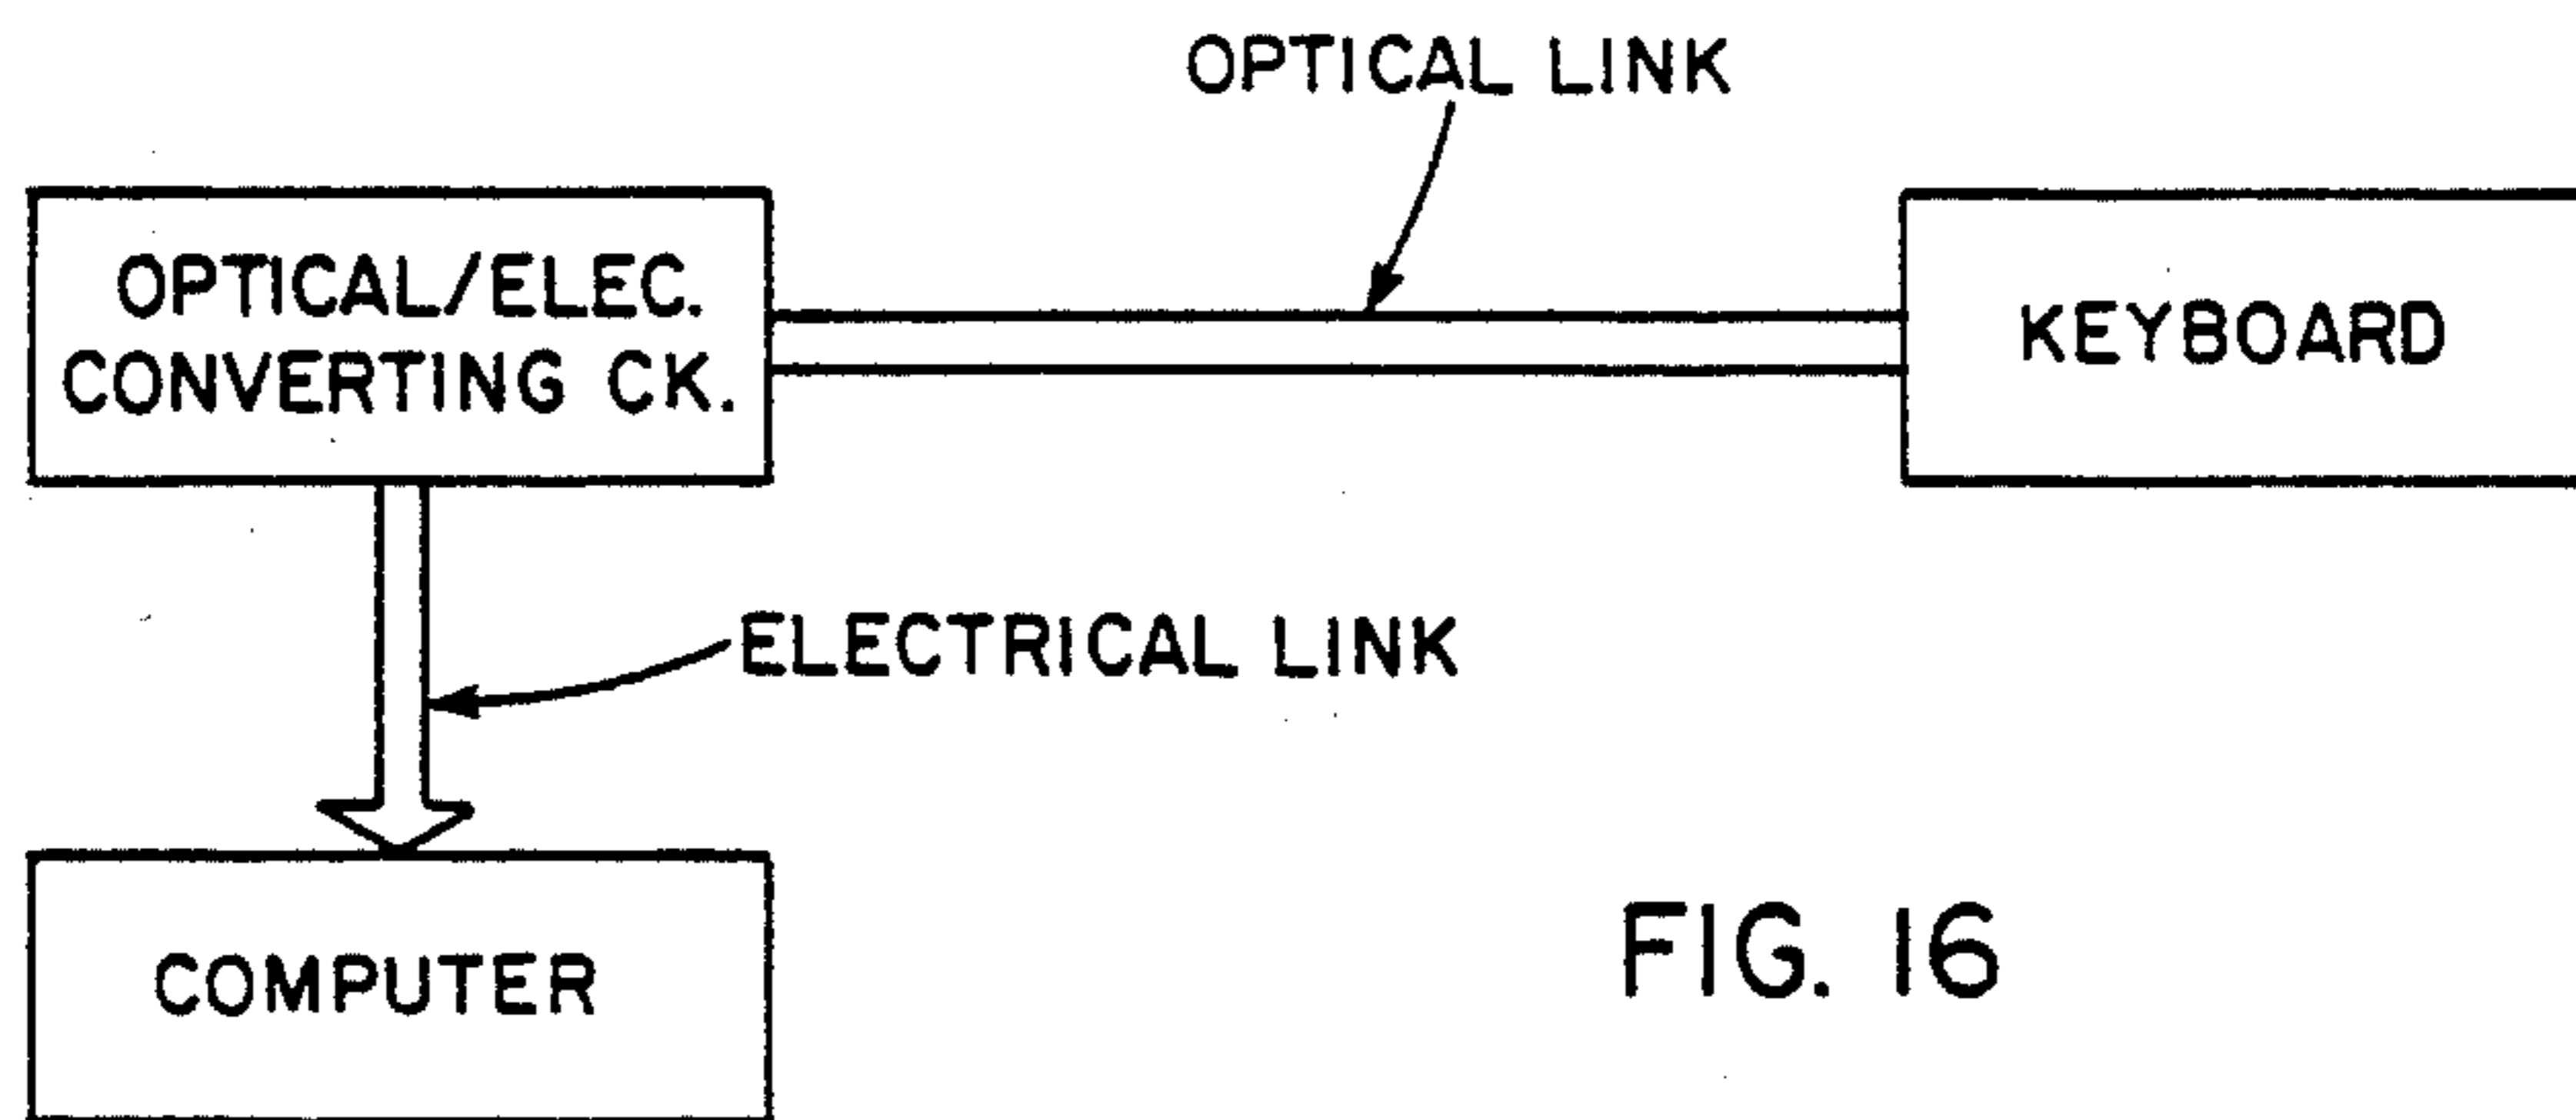 OPTICAL LINK
OPTICAL/ELEC.
CONVERTING CK.
KEYBOARD
ELECTRICAL LINK
COMPUTER
FIG. 16